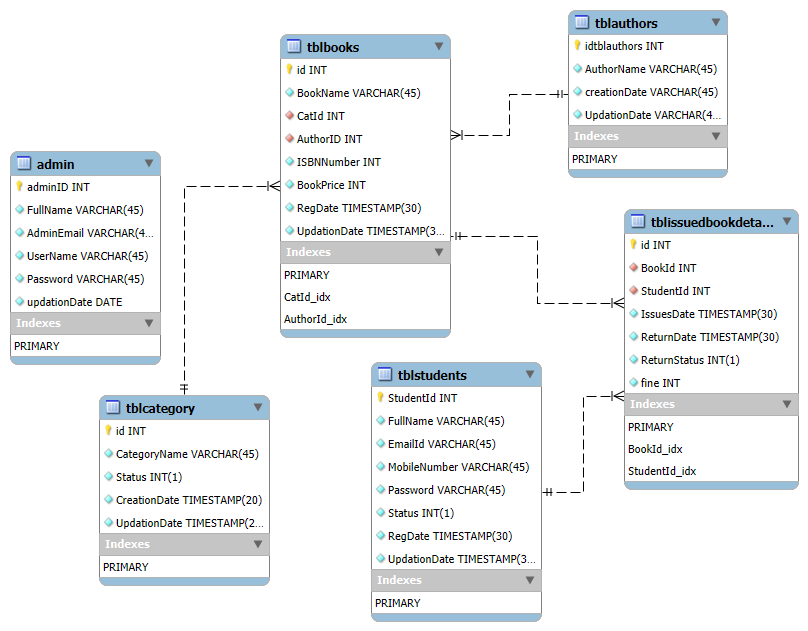 tblauthors
idtblauthors INT
AuthorName VARCHAR(45)
creationDate VARCHAR(45)
UpdationDate VARCHAR(4...
Indexes
PRIMARY
tblbooks
id INT
BookName VARCHAR(45)
CatId INT
AuthorID INT
ISBNNumber INT
BookPrice INT
RegDate TIMESTAMP(30)
UpdationDate TIMESTAMP(3...
Indexes
PRIMARY
CatId_idx
AuthorId_idx
admin
adminID INT
FullName VARCHAR(45)
AdminEmail VARCHAR(4...
UserName VARCHAR(45)
Password VARCHAR(45)
updationDate DATE
Indexes
PRIMARY
tblissuedbookdeta...
id INT
BookId INT
StudentId INT
IssuesDate TIMESTAMP(30)
ReturnDate TIMESTAMP(30)
ReturnStatus INT(1)
fine INT
Indexes
PRIMARY
BookId_idx
StudentId_idx
tblstudents
StudentId INT
FullName VARCHAR(45)
EmailId VARCHAR(45)
MobileNumber VARCHAR(45)
Password VARCHAR(45)
Status INT(1)
RegDate TIMESTAMP(30)
UpdationDate TIMESTAMP(3...
Indexes
PRIMARY
tblcategory
id INT
CategoryName VARCHAR(45)
Status INT(1)
CreationDate TIMESTAMP(20)
UpdationDate TIMESTAMP(2...
Indexes
PRIMARY